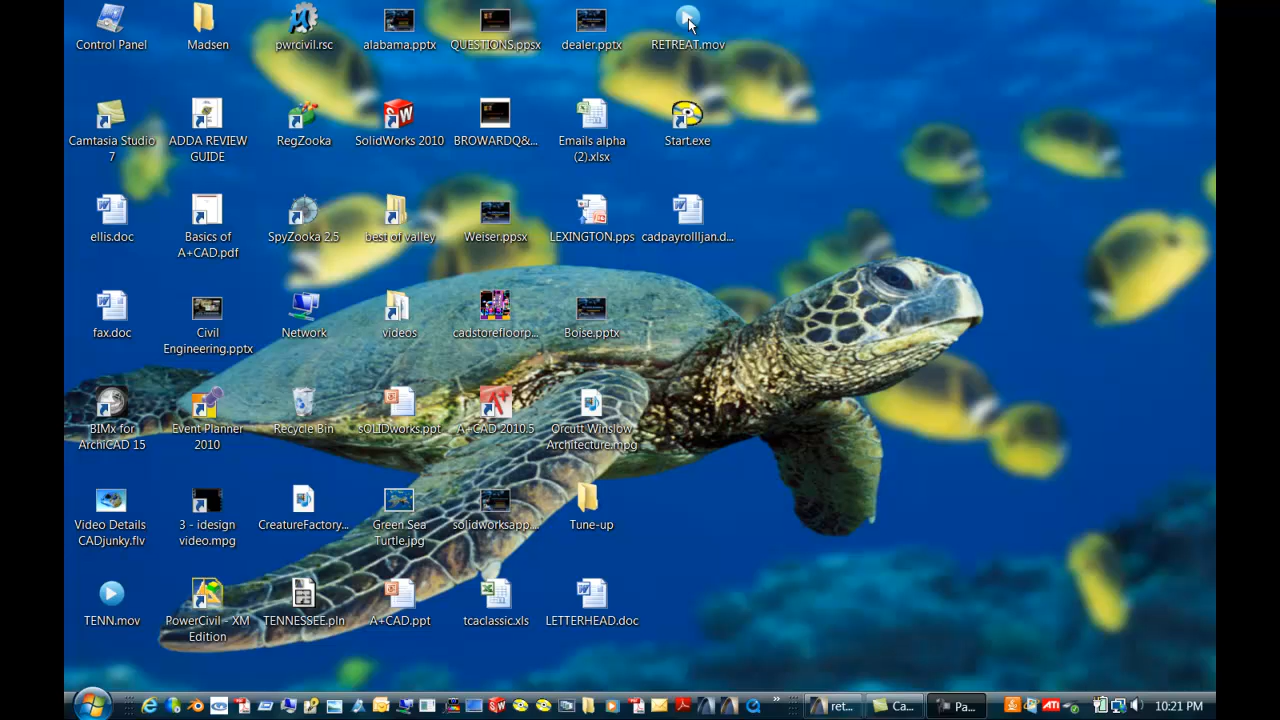 Control Panel
Madsen
pwrcivil.rsc
alabama.pptx
QUESTIONS.ppsx
dealer.pptx
RETREAT.mov
Camtasia Studio
7
ADDA REVIEW
GUIDE
RegZooka
SolidWorks 2010
BROWARDQ&...
Emails alpha
(2).xlsx
Start.exe
ellis.doc
Basics of
A+CAD.pdf
SpyZooka 2.5
best of valley
Weiser.ppsx
LEXINGTON.pps
cadpayrollljan.d...
fax.doc
Civil
Engineering.pptx
Network
videos
cadstorefloorp...
Boise.pptx
BIMx for
ArchiCAD 15
Event Planner
2010
Recycle Bin
sOLIDworks.ppt
A+CAD 2010.5
Orcutt Winslow
Architecture.mpg
Video Details
CADjunky.flv
3 - idesign
video.mpg
CreatureFactory...
Green Sea
Turtle.jpg
solidworksapp...
Tune-up
TENN.mov
PowerCivil - XM
Edition
TENNESSEE.pln
A+CAD.ppt
tcaclassic.xls
LETTERHEAD.doc
ret...
Ca...
Pa...
ATI
10:21 PM